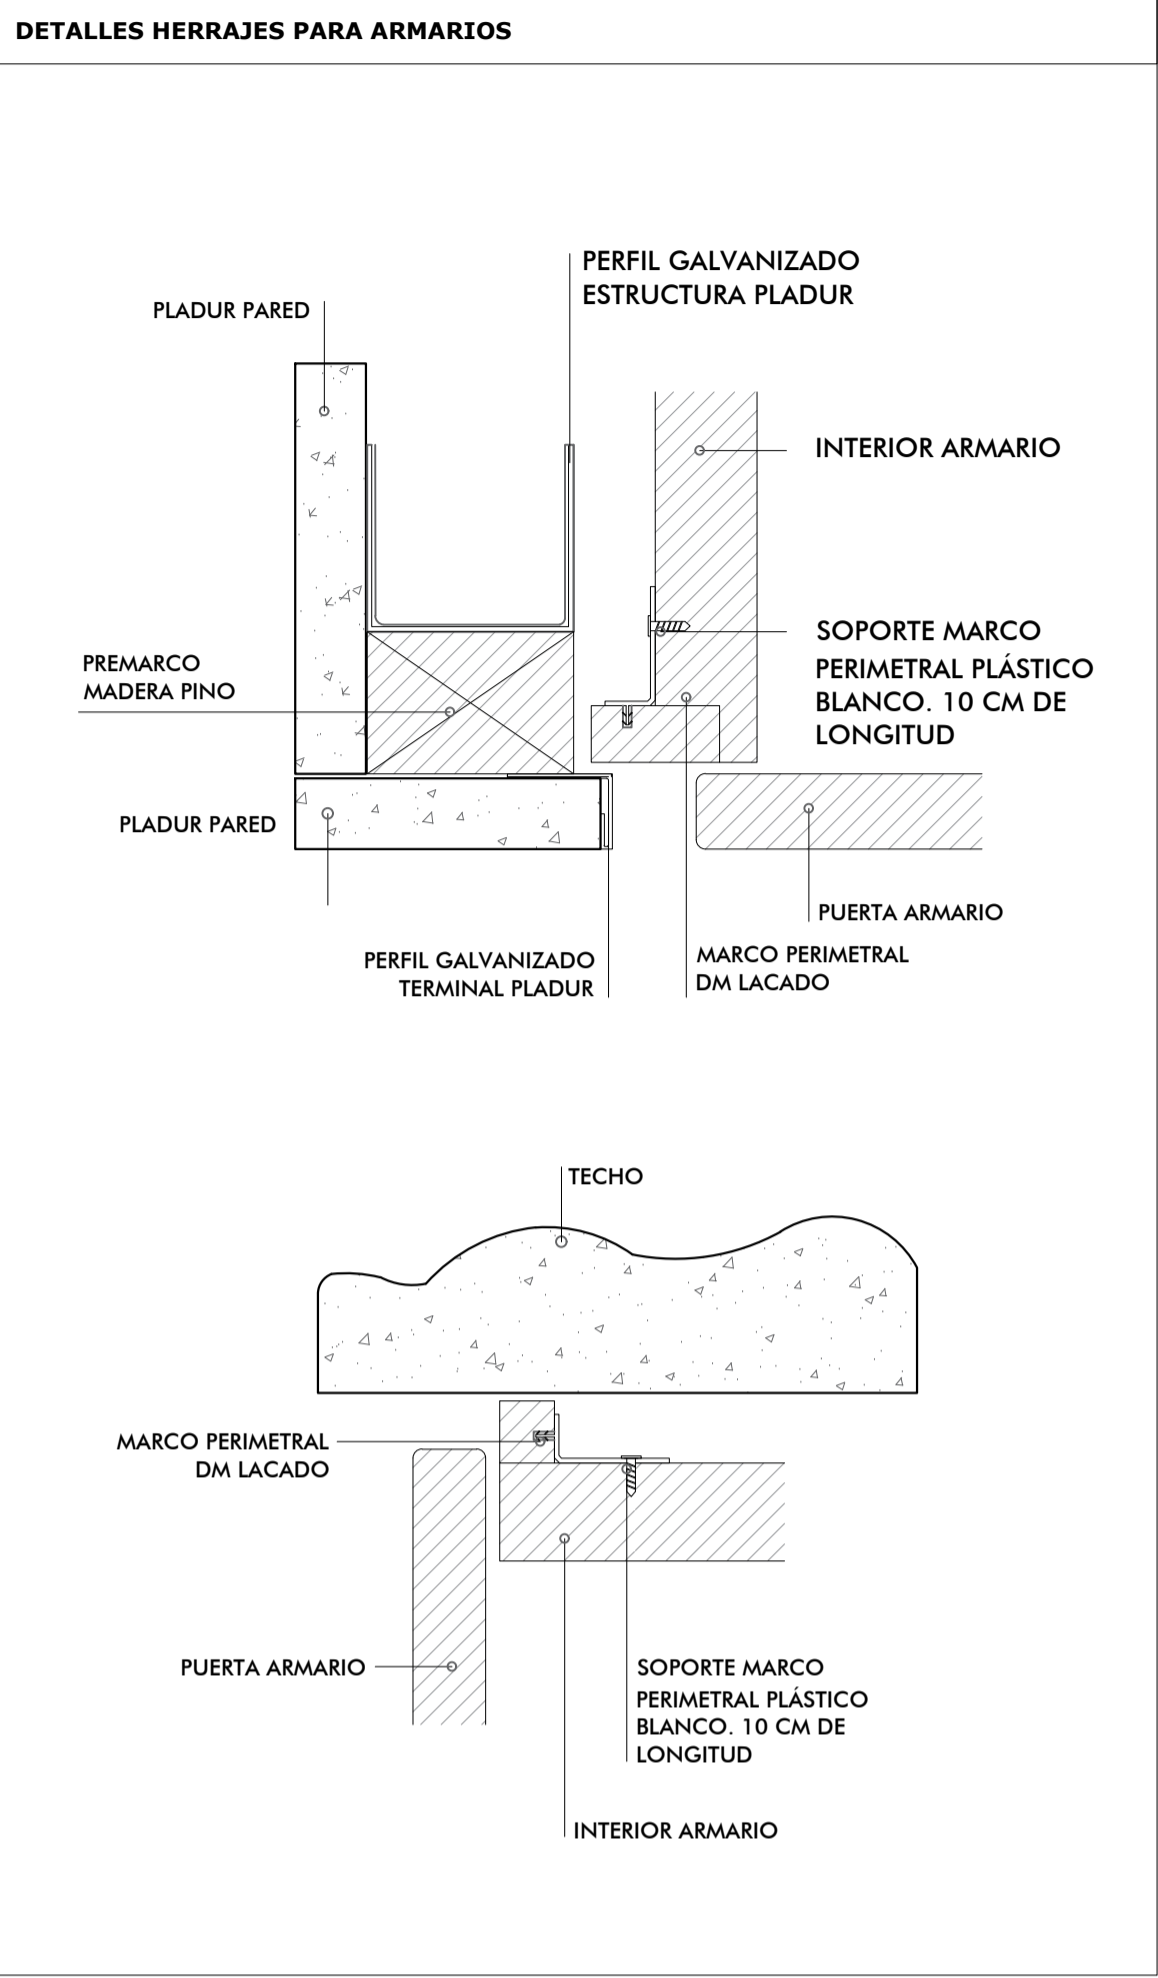 DETALLES HERRAJES PARA ARMARIOS
PERFIL GALVANIZADO
ESTRUCTURA PLADUR
PLADUR PARED
INTERIOR ARMARIO
SOPORTE MARCO
PERIMETRAL PLÁSTICO
BLANCO. 10 CM DE
LONGITUD
PREMARCO
MADERA PINO
PLADUR PARED
PUERTA ARMARIO
PERFIL GALVANIZADO
TERMINAL PLADUR
MARCO PERIMETRAL
DM LACADO
TECHO
MARCO PERIMETRAL
DM LACADO
PUERTA ARMARIO
SOPORTE MARCO
PERIMETRAL PLÁSTICO
BLANCO. 10 CM DE
LONGITUD
INTERIOR ARMARIO